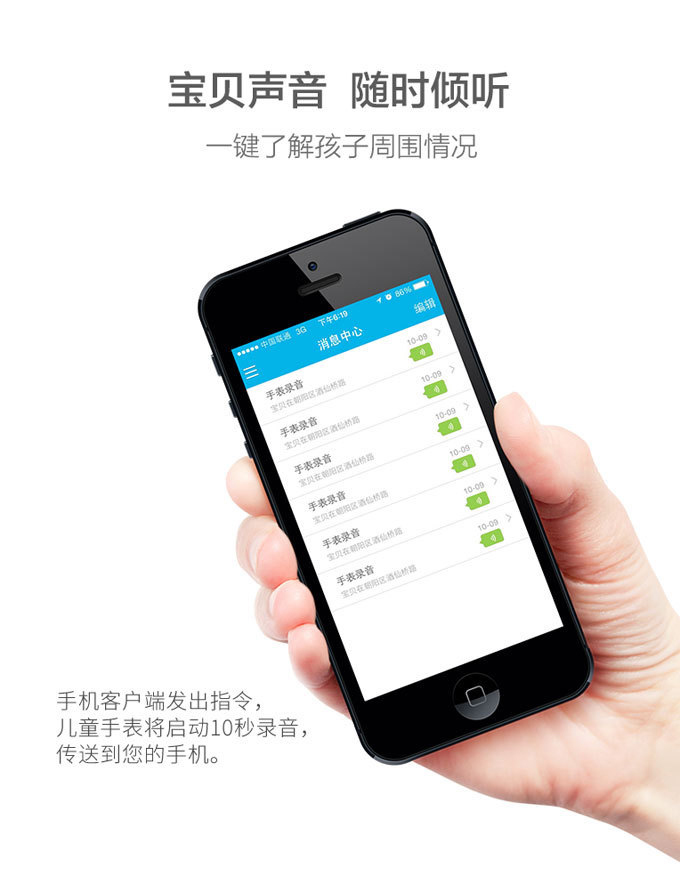 宝贝声音 随时倾听
一键了解孩子周围情况
中国联通 3G 下午6:19 86%
消息中心 编辑
手表录音 10-09
宝贝在朝阳区酒仙桥路
手表录音 10-09
宝贝在朝阳区酒仙桥路
手表录音 10-09
宝贝在朝阳区酒仙桥路
手表录音 10-09
宝贝在朝阳区酒仙桥路
手表录音 10-09
宝贝在朝阳区酒仙桥路
手表录音 10-09
宝贝在朝阳区酒仙桥路
手机客户端发出指令，
儿童手表将启动10秒录音，
传送到您的手机。